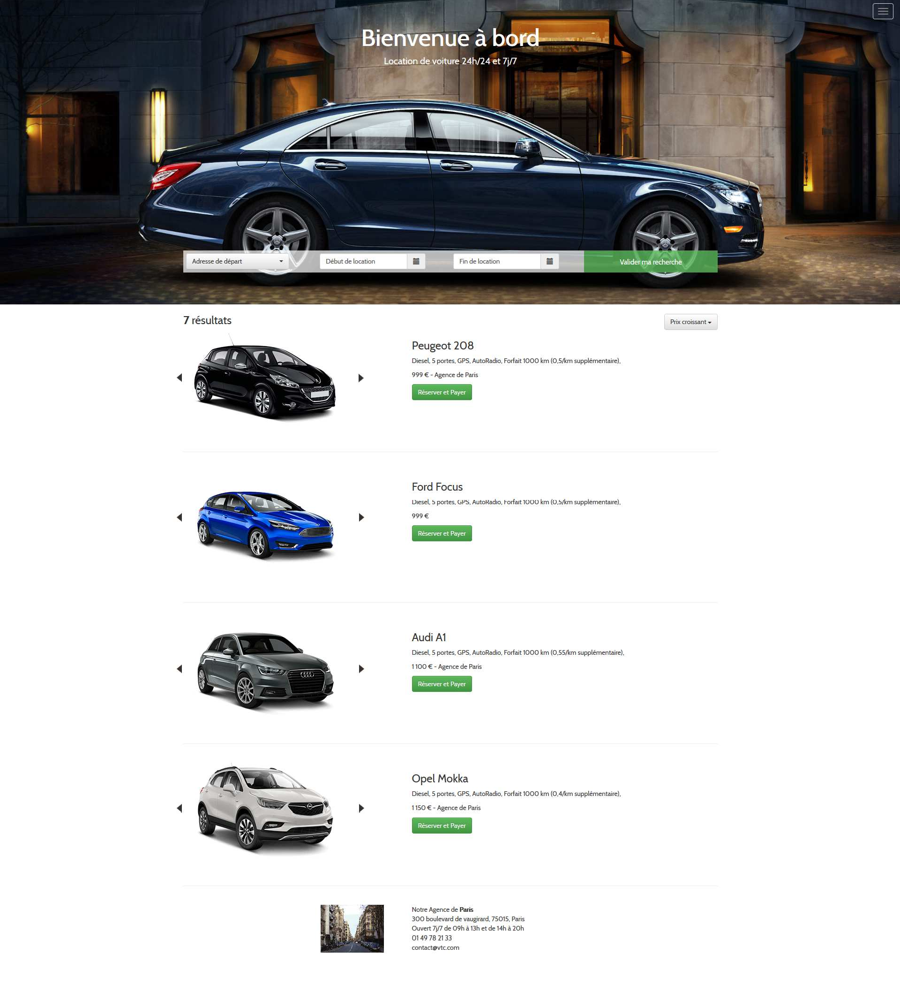 Bienvenue à bord
Location de voiture 24h/24 et 7j/7
Adresse de départ
Début de location
Fin de location
Valider ma recherche
7 résultats
Prix croissant
Peugeot 208
Diesel, 5 portes, GPS, AutoRadio, Forfait 1000 km (0,5/km supplémentaire),
999 € - Agence de Paris
Réserver et Payer
Ford Focus
Diesel, 5 portes, GPS, AutoRadio, Forfait 1000 km (0,5/km supplémentaire),
999 €
Réserver et Payer
Audi A1
Diesel, 5 portes, GPS, AutoRadio, Forfait 1000 km (0,55/km supplémentaire),
1 100 € - Agence de Paris
Réserver et Payer
Opel Mokka
Diesel, 5 portes, GPS, AutoRadio, Forfait 1000 km (0,4/km supplémentaire),
1 150 € - Agence de Paris
Réserver et Payer
Notre Agence de Paris
300 boulevard de vaugirard, 75015, Paris
Ouvert 7j/7 de 09h à 13h et de 14h à 20h
01 49 78 21 33
contact@vtc.com